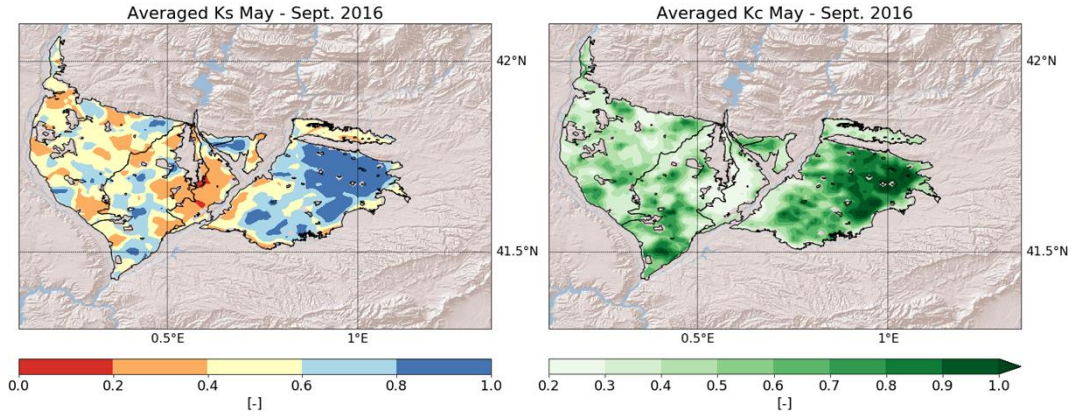 Averaged Ks May - Sept. 2016
42°N
41.5°N
0.5°E
1°E
0.0 0.2 0.4 0.6 0.8 1.0
[-]
Averaged Kc May - Sept. 2016
42°N
41.5°N
0.5°E
1°E
0.2 0.3 0.4 0.5 0.6 0.7 0.8 0.9 1.0
[-]